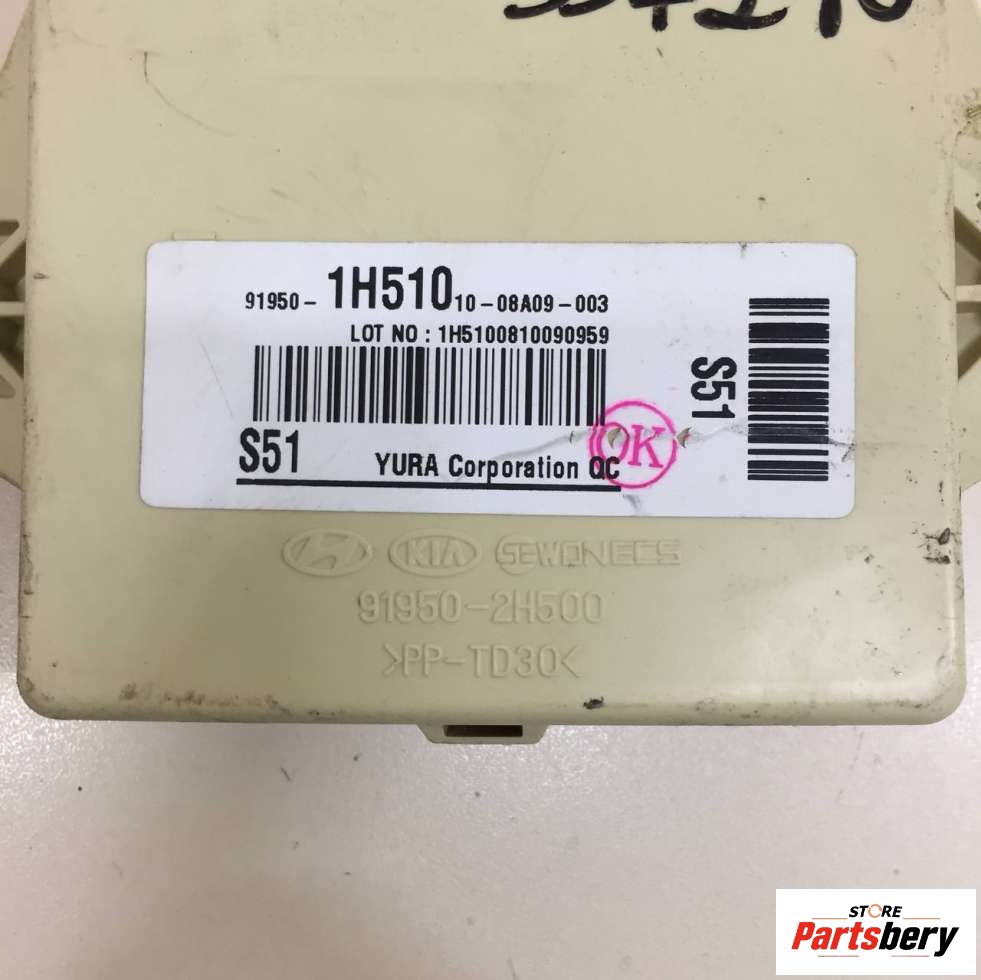 91950- 1H510 10-08A09-003
LOT NO : 1H5100810090959
S51
YURA Corporation QC
OK
S51
KIA SEWONECS
91950-2H500
>PP-TD30<
STORE
Partsbery